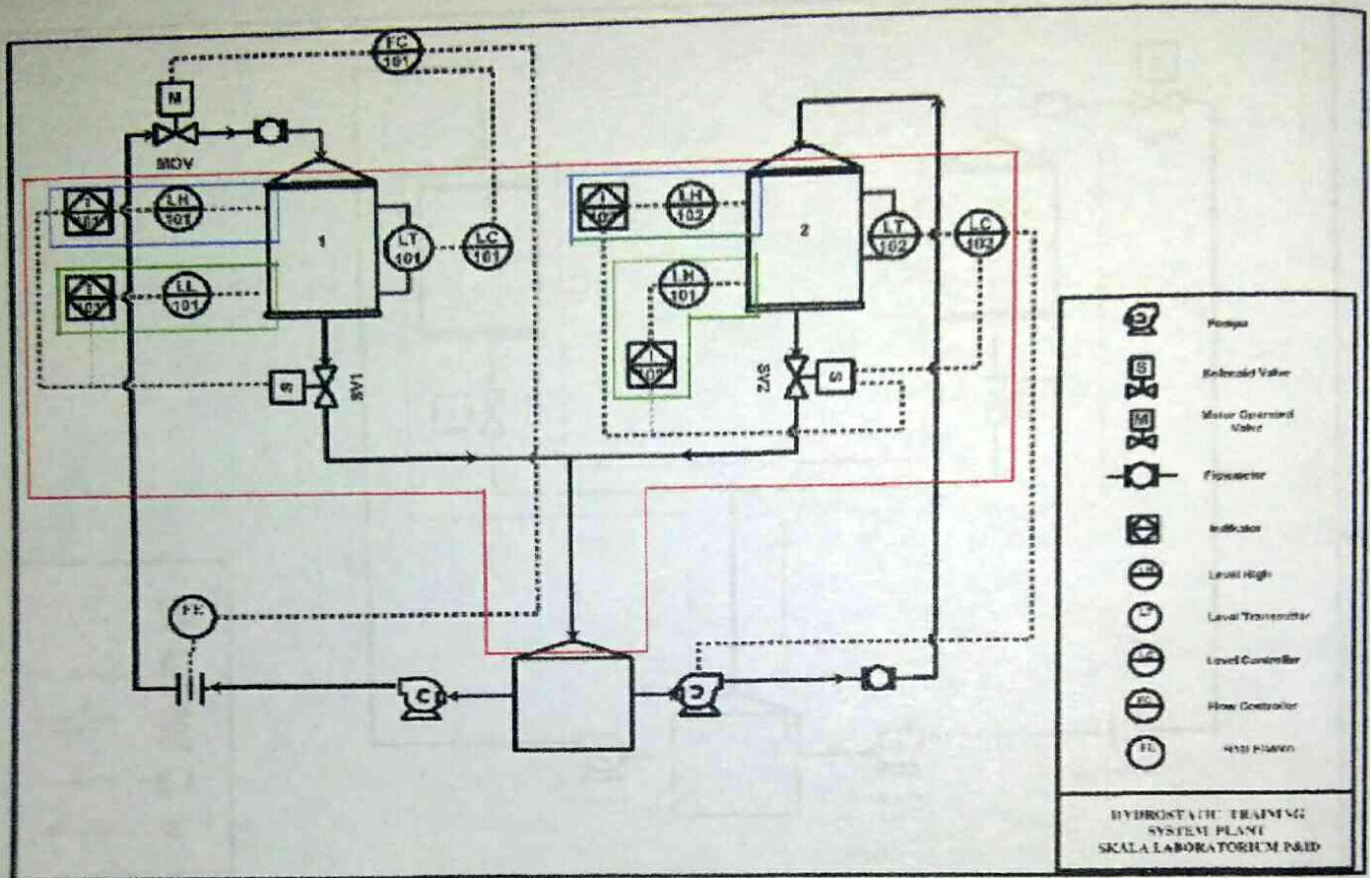 FC
101
M
MOV
I
101
LH
101
1
LT
101
LC
101
I
LL
101
S
LH
102
2
LT
102
LC
102
LH
101
I
102
SV2
S
FE
Pompa
S
Solenoid Valve
M
Motor Operated
Valve
Flowmeter
Indikator
Level High
Level Transmitter
Level Controller
Flow Controller
HYDROSTATIC TRAINING
SYSTEM PLANT
SKALA LABORATORIUM P&ID